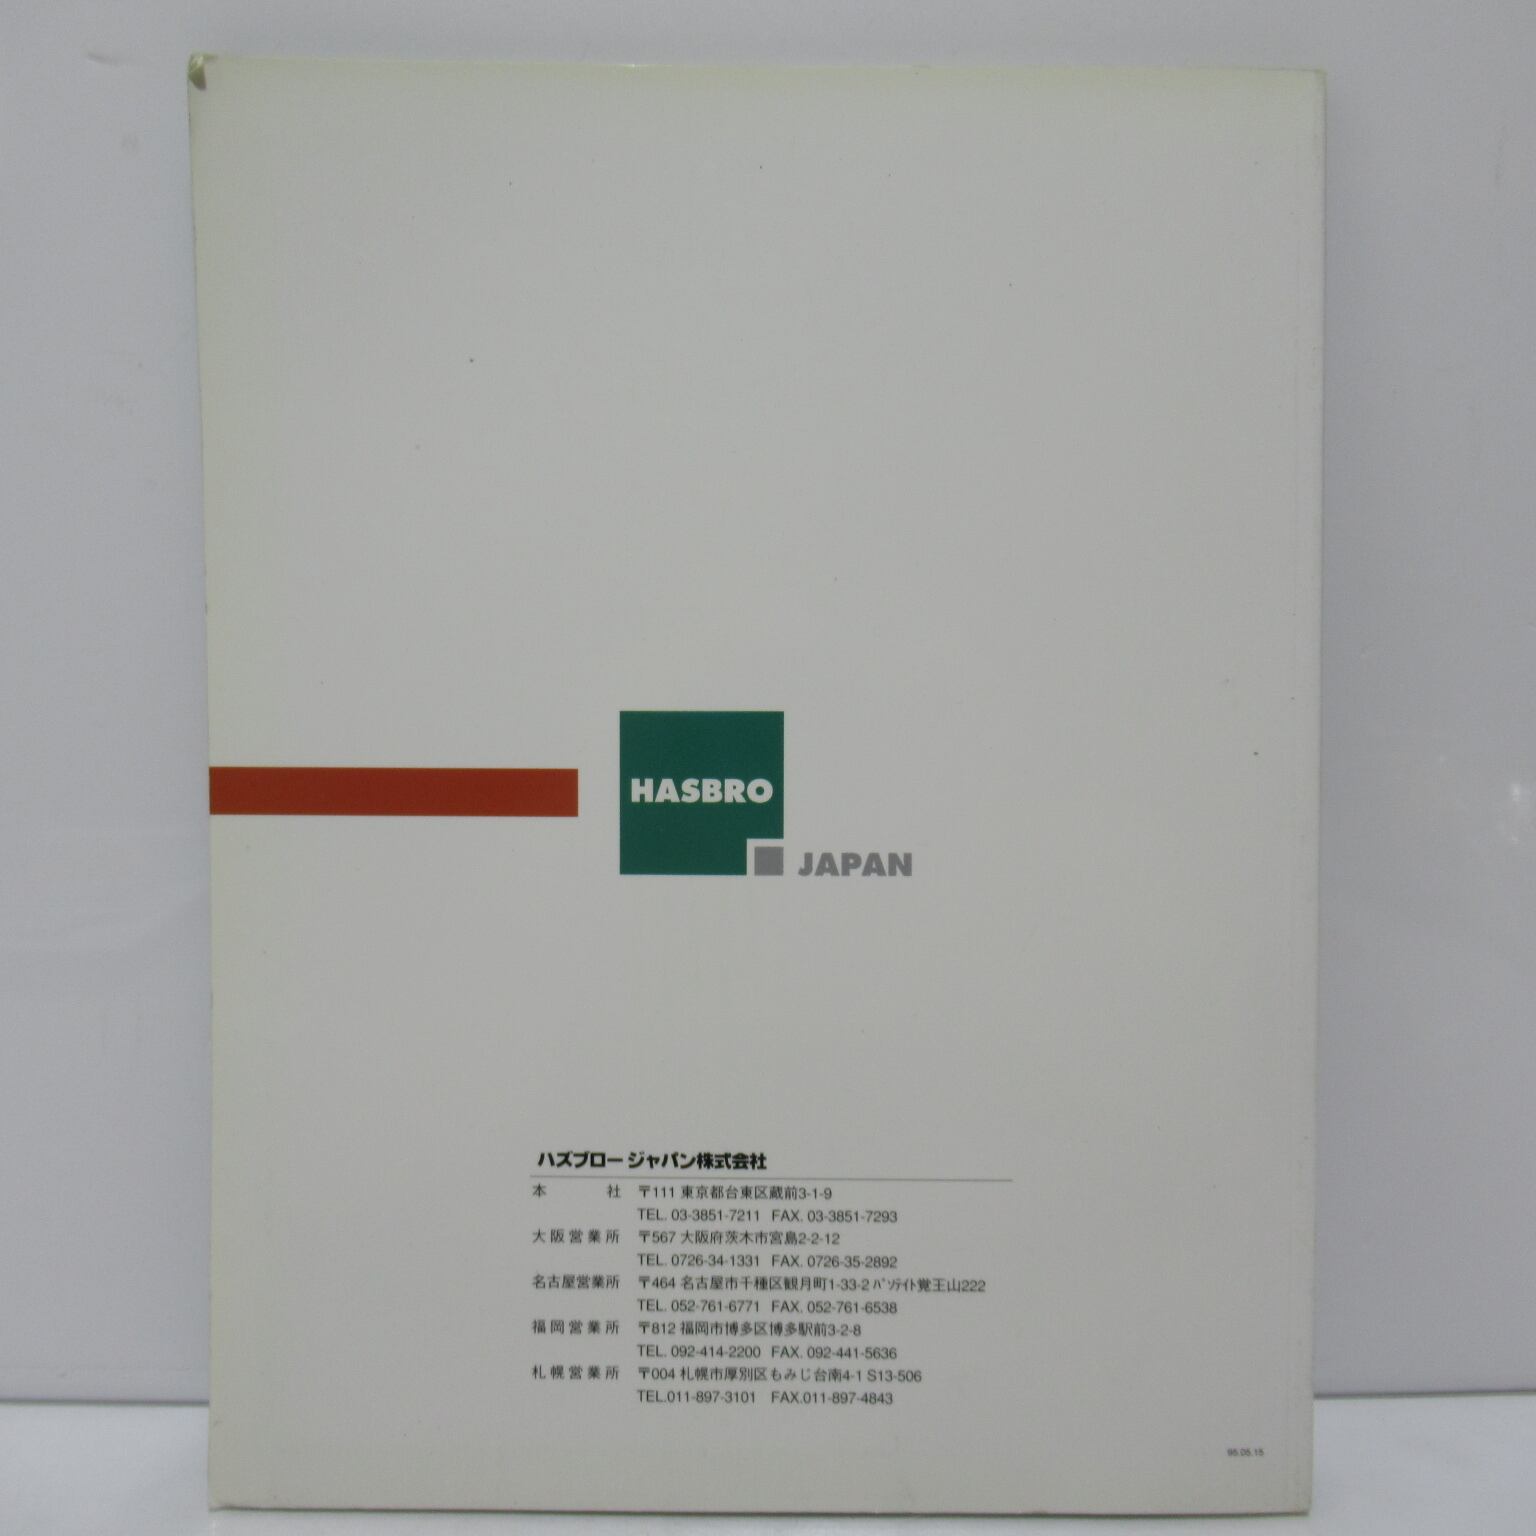 HASBRO
JAPAN
ハズブロー ジャパン株式会社
本 社 〒111 東京都台東区蔵前3-1-9
TEL. 03-3851-7211 FAX. 03-3851-7293
大阪営業所 〒567 大阪府茨木市宮島2-2-12
TEL. 0726-34-1331 FAX. 0726-35-2892
名古屋営業所 〒464 名古屋市千種区観月町1-33-2 ﾊﾟﾝﾃｲﾄ覚王山222
TEL. 052-761-6771 FAX. 052-761-6538
福岡営業所 〒812 福岡市博多区博多駅前3-2-8
TEL. 092-414-2200 FAX. 092-441-5636
札幌営業所 〒004 札幌市厚別区もみじ台南4-1 S13-506
TEL.011-897-3101 FAX.011-897-4843
95.05.15